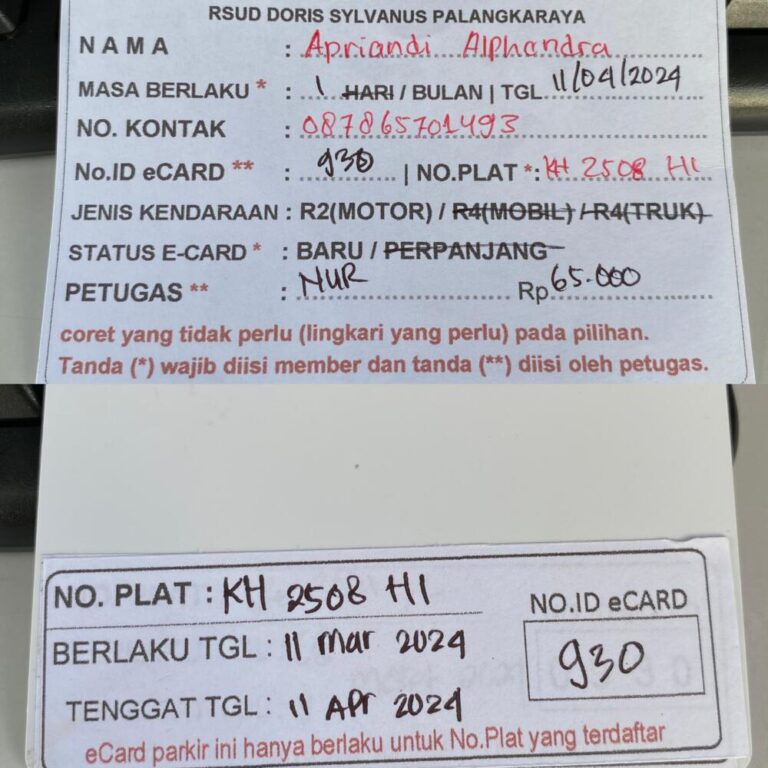 RSUD DORIS SYLVANUS PALANGKARAYA
NAMA : Apriandi Alphandra
MASA BERLAKU * : 1 HARI / BULAN | TGL 11/04/2024
NO. KONTAK : 087865701493
No.ID eCARD ** : 930 | NO.PLAT *: KH 2508 HI
JENIS KENDARAAN : R2(MOTOR) / R4(MOBIL) / R4(TRUK)
STATUS E-CARD * : BARU / PERPANJANG
PETUGAS ** : NUR Rp 65.000
coret yang tidak perlu (lingkari yang perlu) pada pilihan.
Tanda (*) wajib diisi member dan tanda (**) diisi oleh petugas.
NO. PLAT : KH 2508 HI
NO.ID eCARD
BERLAKU TGL : 11 Mar 2024
930
TENGGAT TGL : 11 APr 2024
eCard parkir ini hanya berlaku untuk No.Plat yang terdaftar